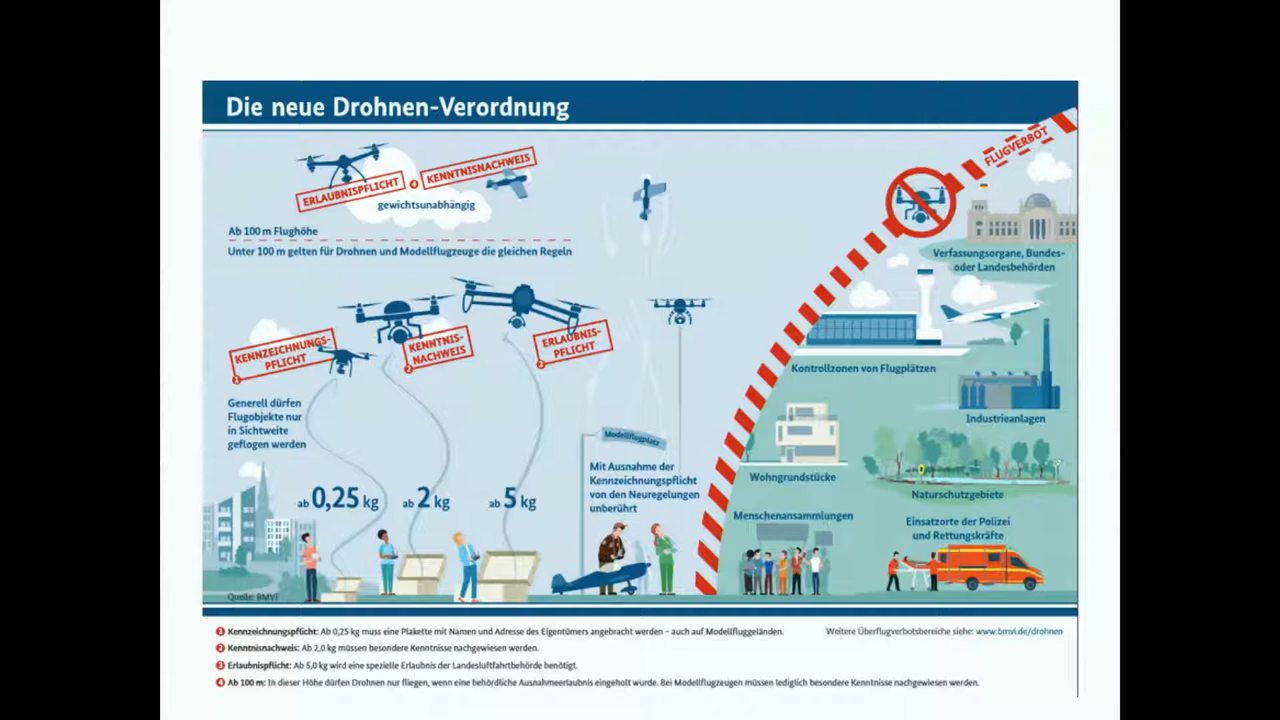 Die neue Drohnen-Verordnung
FLUGVERBOT
ERLAUBNISPFLICHT
4
KENNTNISNACHWEIS
gewichtsunabhängig
Ab 100 m Flughöhe
Unter 100 m gelten für Drohnen und Modellflugzeuge die gleichen Regeln
KENNZEICHNUNGS-
PFLICHT
1
KENNTNIS-
NACHWEIS
2
ERLAUBNIS-
PFLICHT
3
Generell dürfen
Flugobjekte nur
in Sichtweite
geflogen werden
ab 0,25 kg
ab 2 kg
ab 5 kg
Modellflugplatz
Mit Ausnahme der
Kennzeichnungspflicht
von den Neuregelungen
unberührt
Verfassungsorgane, Bundes-
oder Landesbehörden
Kontrollzonen von Flugplätzen
Industrieanlagen
Wohngrundstücke
Naturschutzgebiete
Menschenansammlungen
Einsatzorte der Polizei
und Rettungskräfte
Quelle: BMVI
1 Kennzeichnungspflicht: Ab 0,25 kg muss eine Plakette mit Namen und Adresse des Eigentümers angebracht werden – auch auf Modellfluggeländen.
Weitere Überflugverbotsbereiche siehe: www.bmvi.de/drohnen
2 Kenntnisnachweis: Ab 2,0 kg müssen besondere Kenntnisse nachgewiesen werden.
3 Erlaubnispflicht: Ab 5,0 kg wird eine spezielle Erlaubnis der Landesluftfahrtbehörde benötigt.
4 Ab 100 m: In dieser Höhe dürfen Drohnen nur fliegen, wenn eine behördliche Ausnahmeerlaubnis eingeholt wurde. Bei Modellflugzeugen müssen lediglich besondere Kenntnisse nachgewiesen werden.